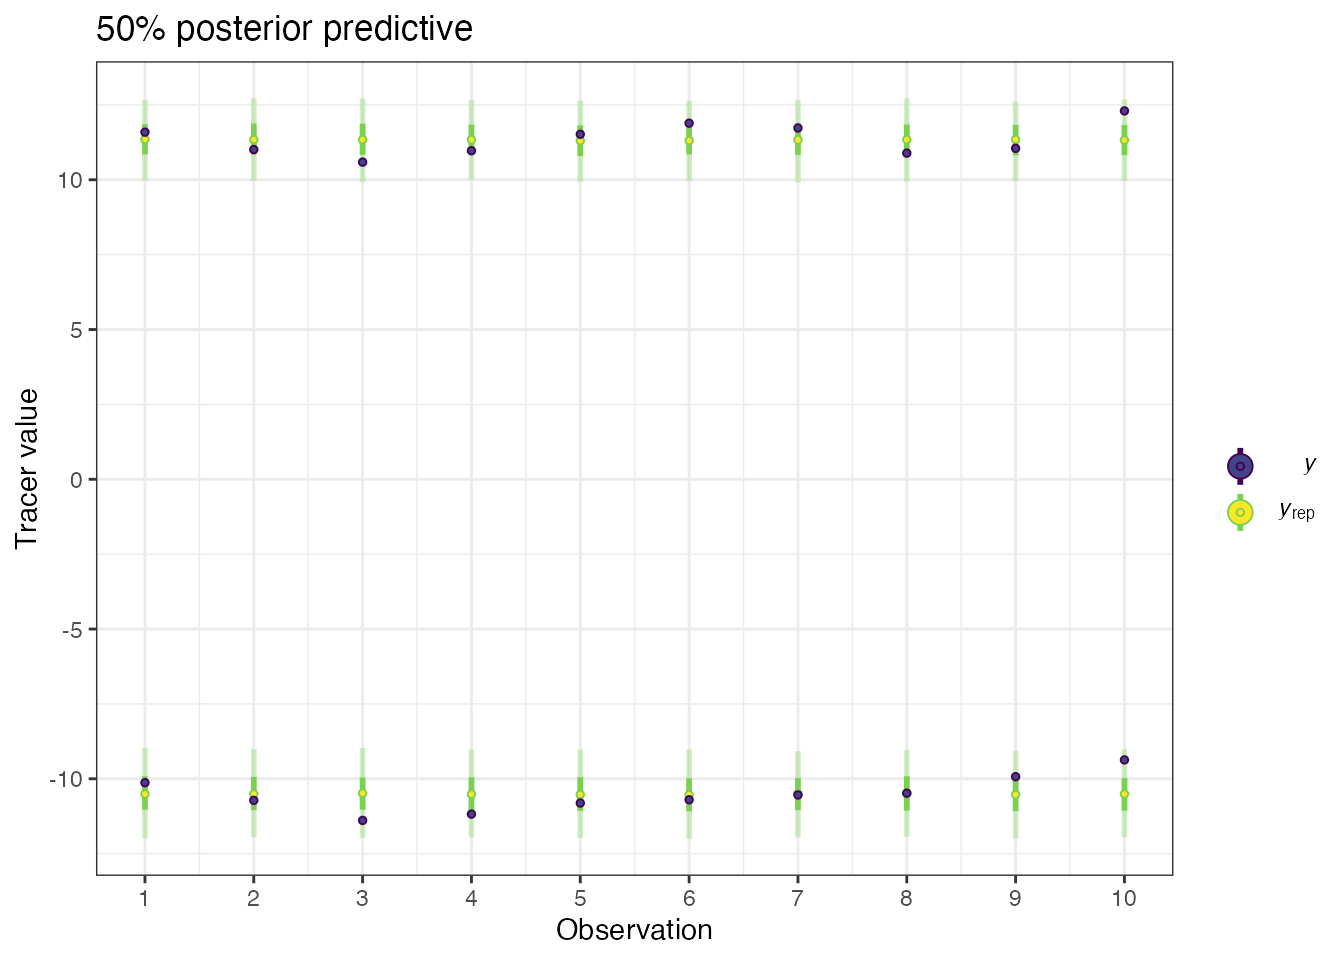 50% posterior predictive
10
5
0
-5
-10
Tracer value
1 2 3 4 5 6 7 8 9 10
Observation
y
yrep